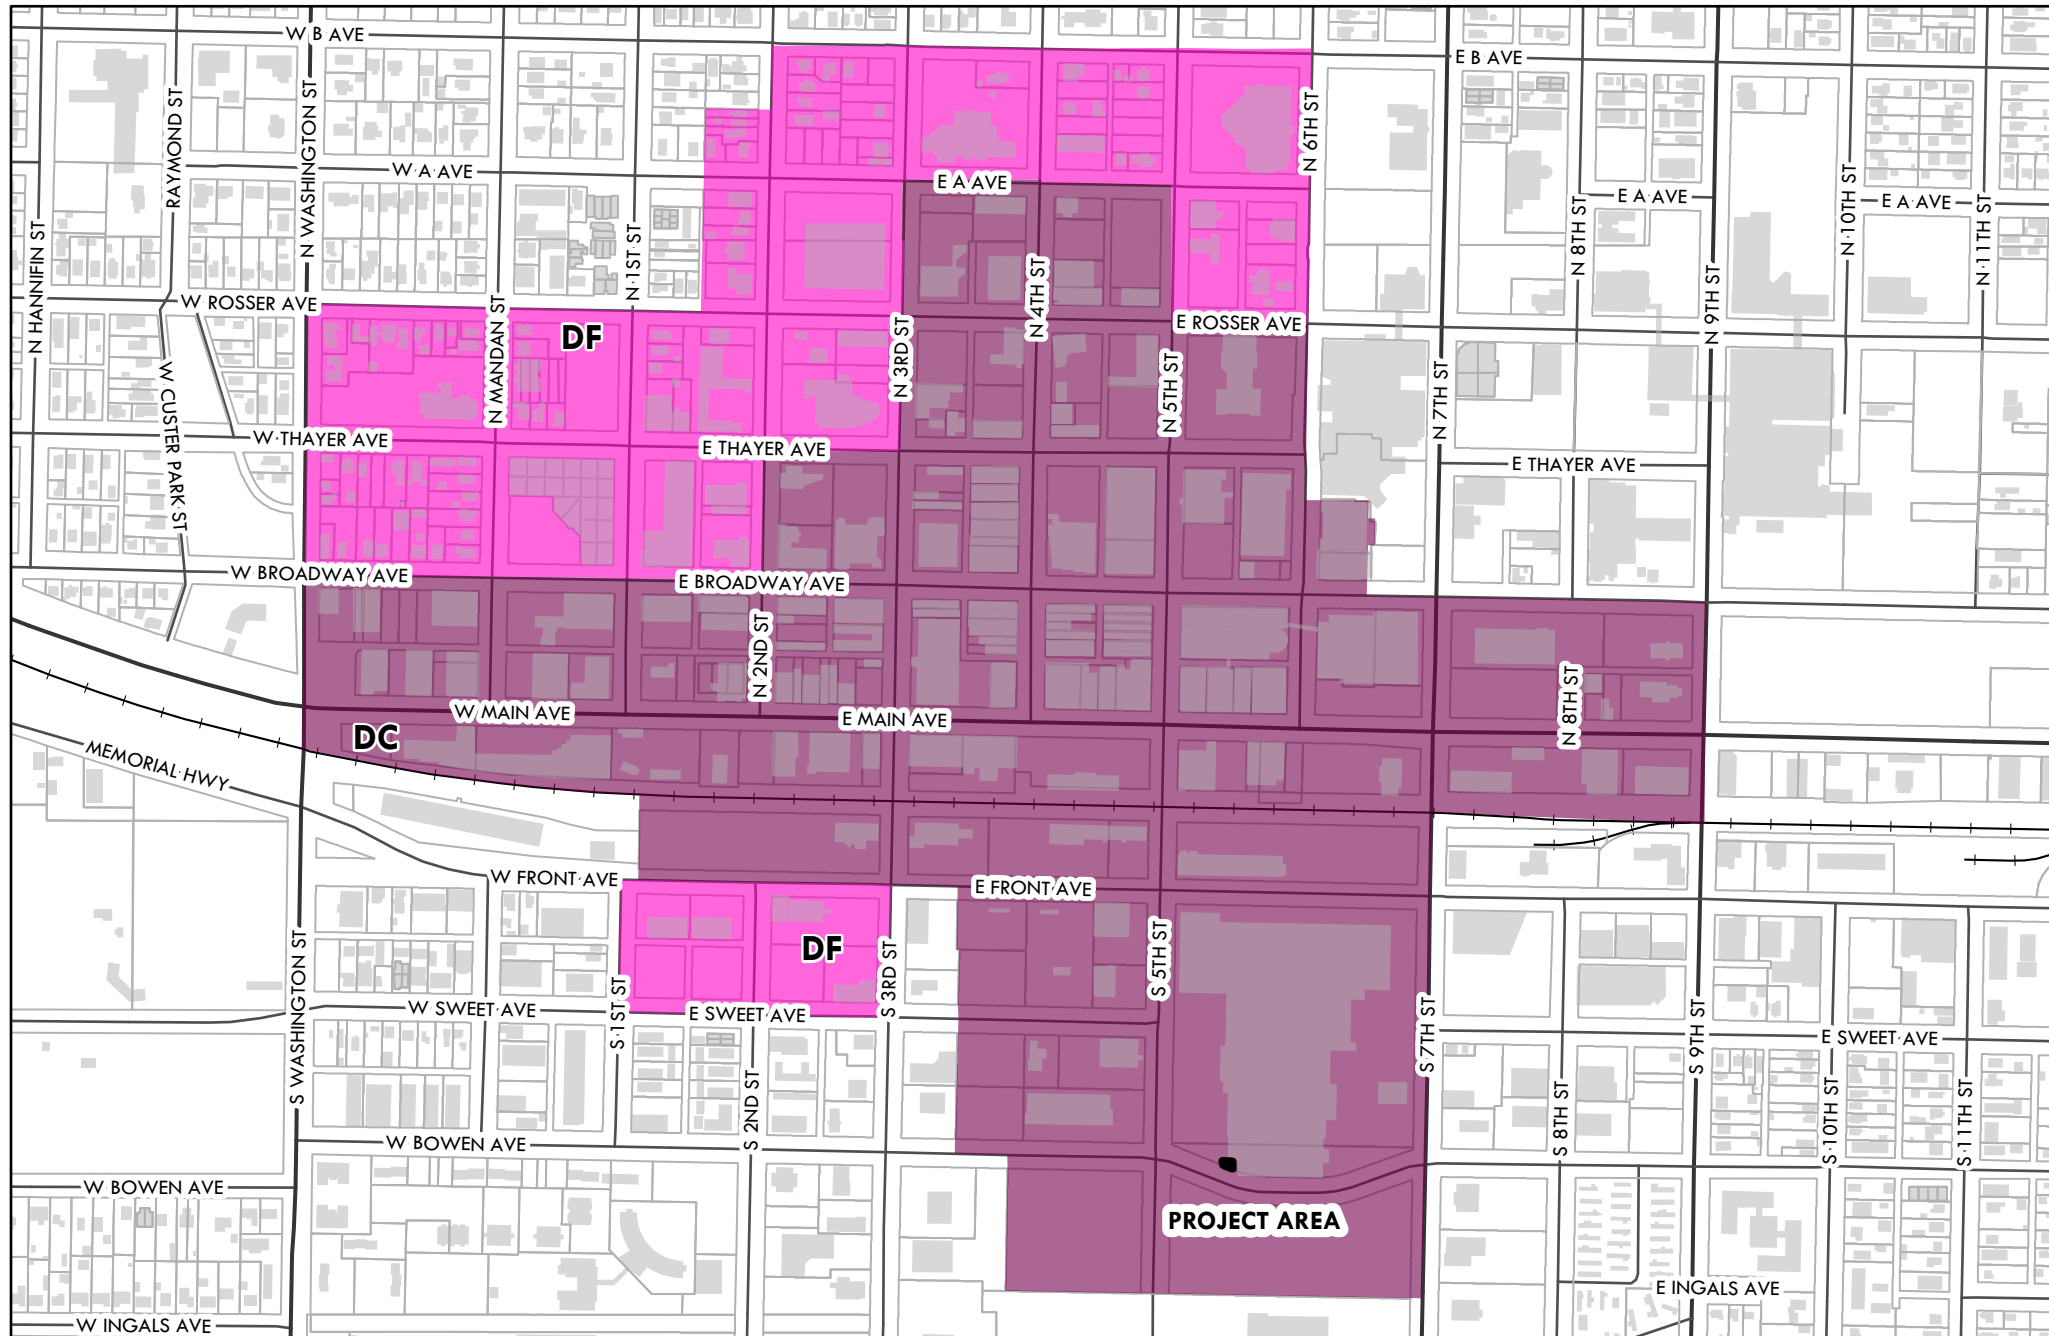 W B AVE
E B AVE
RAYMOND ST
N WASHINGTON ST
N 6TH ST
W A AVE
E A AVE
E A AVE
E A AVE
N HANNIFIN ST
N 1ST ST
N 8TH ST
N 10TH ST
N 11TH ST
W ROSSER AVE
N MANDAN ST
DF
N 3RD ST
N 4TH ST
E ROSSER AVE
N 9TH ST
N 5TH ST
N 7TH ST
W CUSTER PARK ST
W THAYER AVE
E THAYER AVE
E THAYER AVE
W BROADWAY AVE
E BROADWAY AVE
N 2ND ST
N 8TH ST
W MAIN AVE
E MAIN AVE
DC
MEMORIAL HWY
W FRONT AVE
E FRONT AVE
S WASHINGTON ST
DF
S 3RD ST
S 5TH ST
S 1ST ST
W SWEET AVE
E SWEET AVE
S 7TH ST
S 9TH ST
E SWEET AVE
S 2ND ST
S 8TH ST
S 10TH ST
S 11TH ST
W BOWEN AVE
W BOWEN AVE
PROJECT AREA
E INGALS AVE
W INGALS AVE